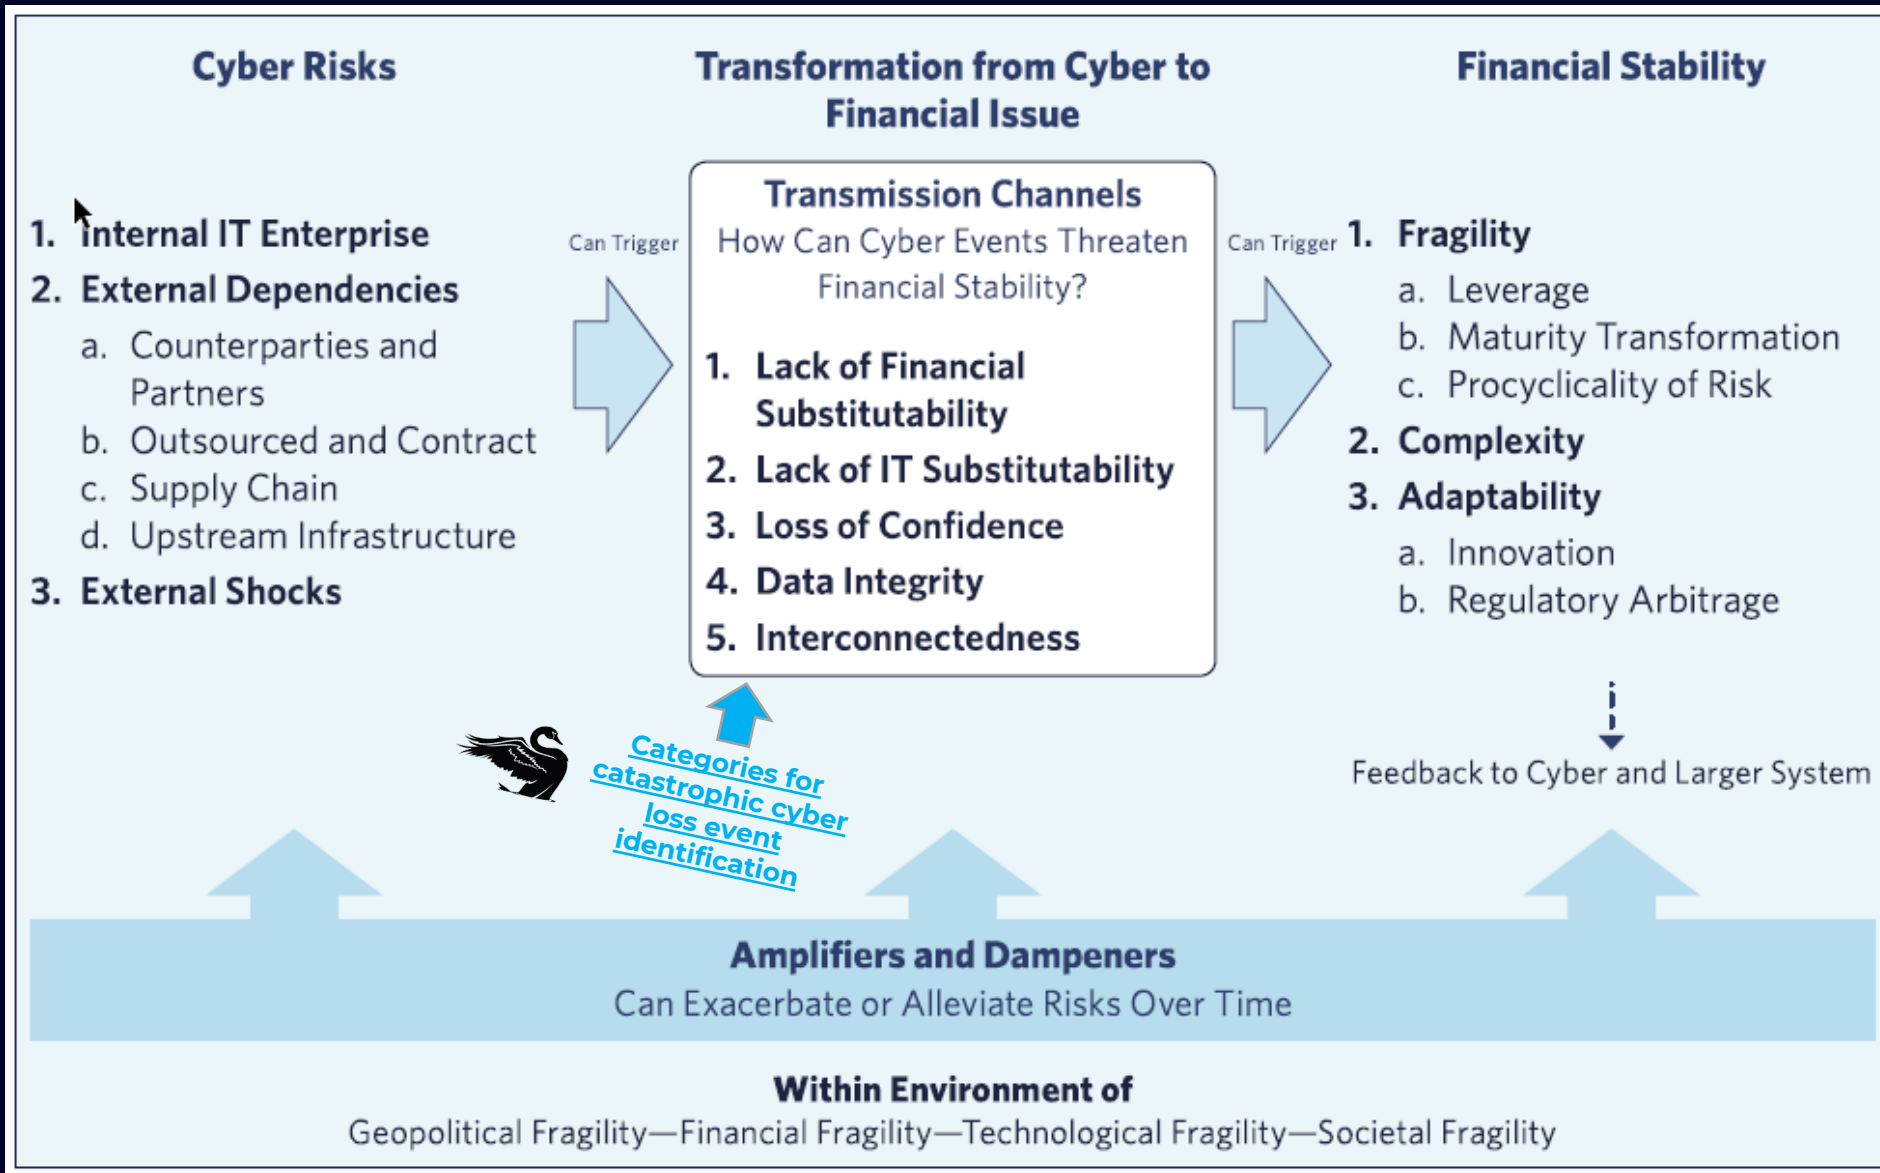 Cyber Risks
1. Internal IT Enterprise
2. External Dependencies
a. Counterparties and
Partners
b. Outsourced and Contract
c. Supply Chain
d. Upstream Infrastructure
3. External Shocks
Can Trigger
Transformation from Cyber to
Financial Issue
Transmission Channels
How Can Cyber Events Threaten
Financial Stability?
1. Lack of Financial
Substitutability
2. Lack of IT Substitutability
3. Loss of Confidence
4. Data Integrity
5. Interconnectedness
Categories for
catastrophic cyber
loss event
identification
Can Trigger
Financial Stability
1. Fragility
a. Leverage
b. Maturity Transformation
c. Procyclicality of Risk
2. Complexity
3. Adaptability
a. Innovation
b. Regulatory Arbitrage
Feedback to Cyber and Larger System
Amplifiers and Dampeners
Can Exacerbate or Alleviate Risks Over Time
Within Environment of
Geopolitical Fragility—Financial Fragility—Technological Fragility—Societal Fragility